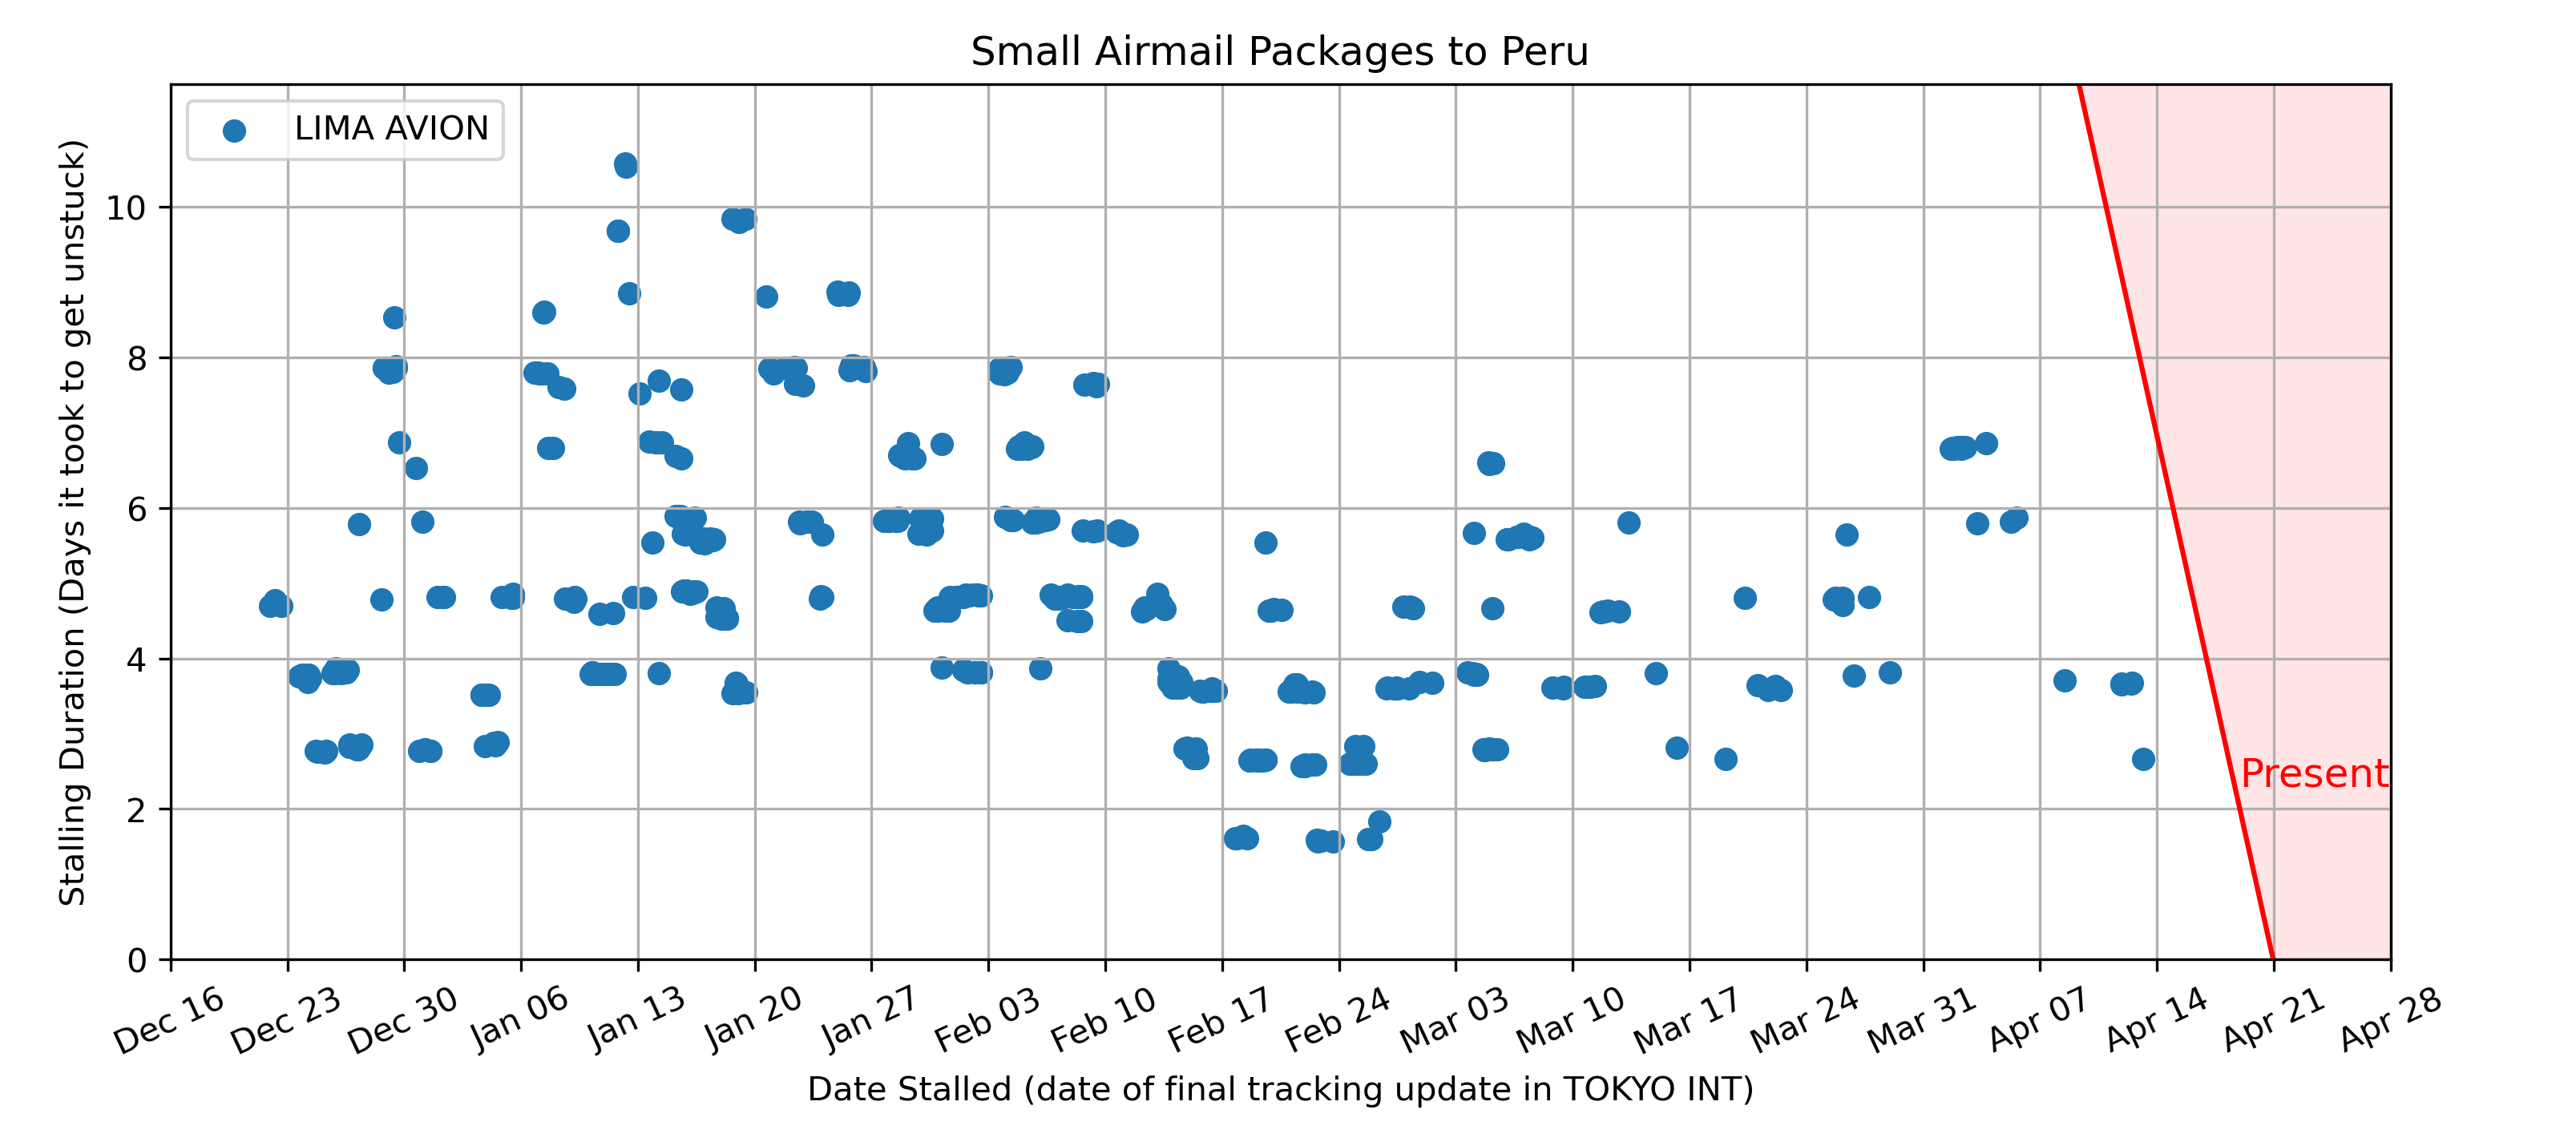 Small Airmail Packages to Peru
LIMA AVION
Stalling Duration (Days it took to get unstuck)
10
8
6
4
2
0
Present
Dec 16
Dec 23
Dec 30
Jan 06
Jan 13
Jan 20
Jan 27
Feb 03
Feb 10
Feb 17
Feb 24
Mar 03
Mar 10
Mar 17
Mar 24
Mar 31
Apr 07
Apr 14
Apr 21
Apr 28
Date Stalled (date of final tracking update in TOKYO INT)